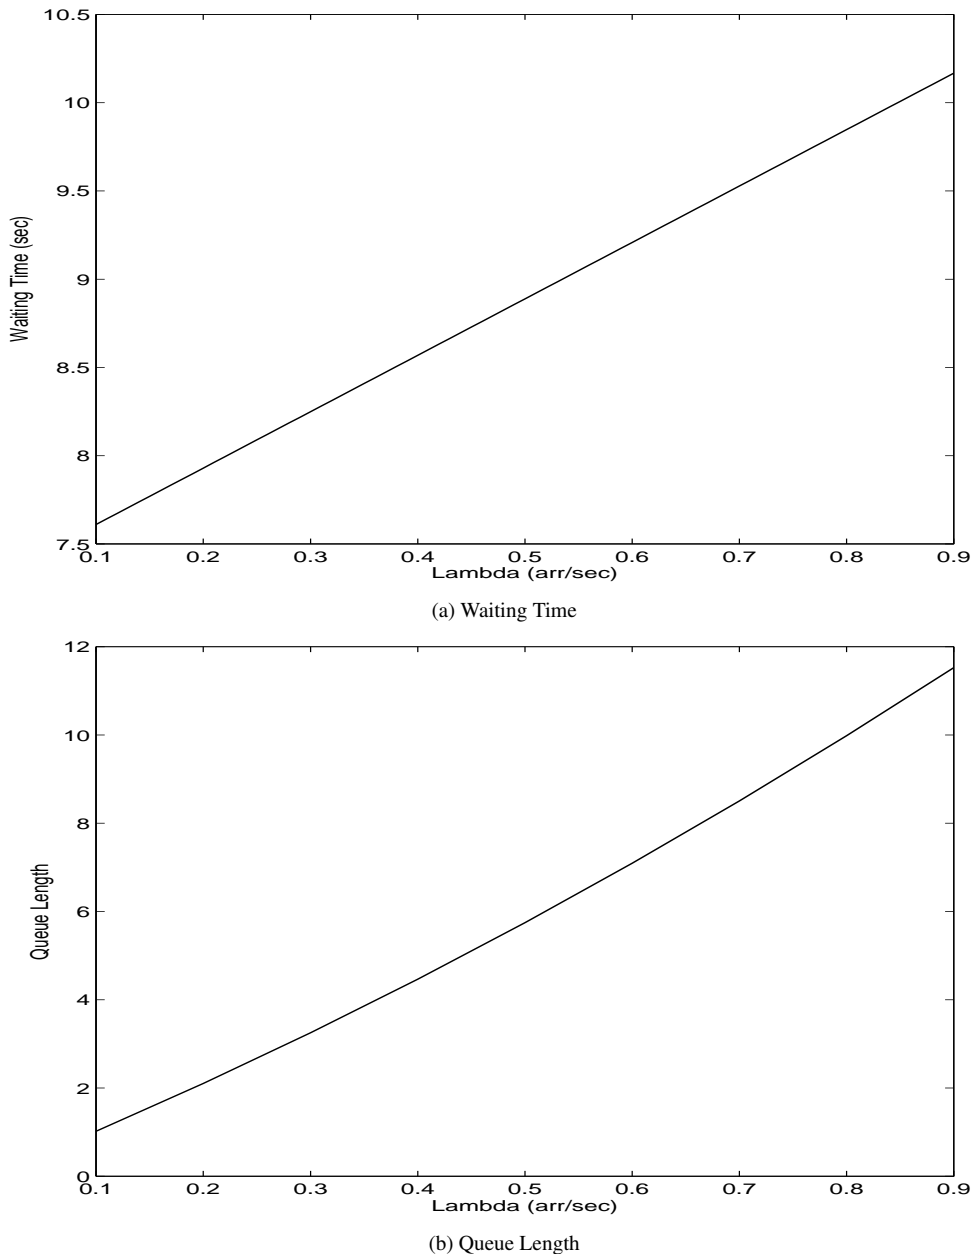 10.5
10
9.5
9
8.5
8
7.5
Waiting Time (sec)
0.1 0.2 0.3 0.4 0.5 0.6 0.7 0.8 0.9
Lambda (arr/sec)
(a) Waiting Time
12
10
8
6
4
2
0
Queue Length
0.1 0.2 0.3 0.4 0.5 0.6 0.7 0.8 0.9
Lambda (arr/sec)
(b) Queue Length